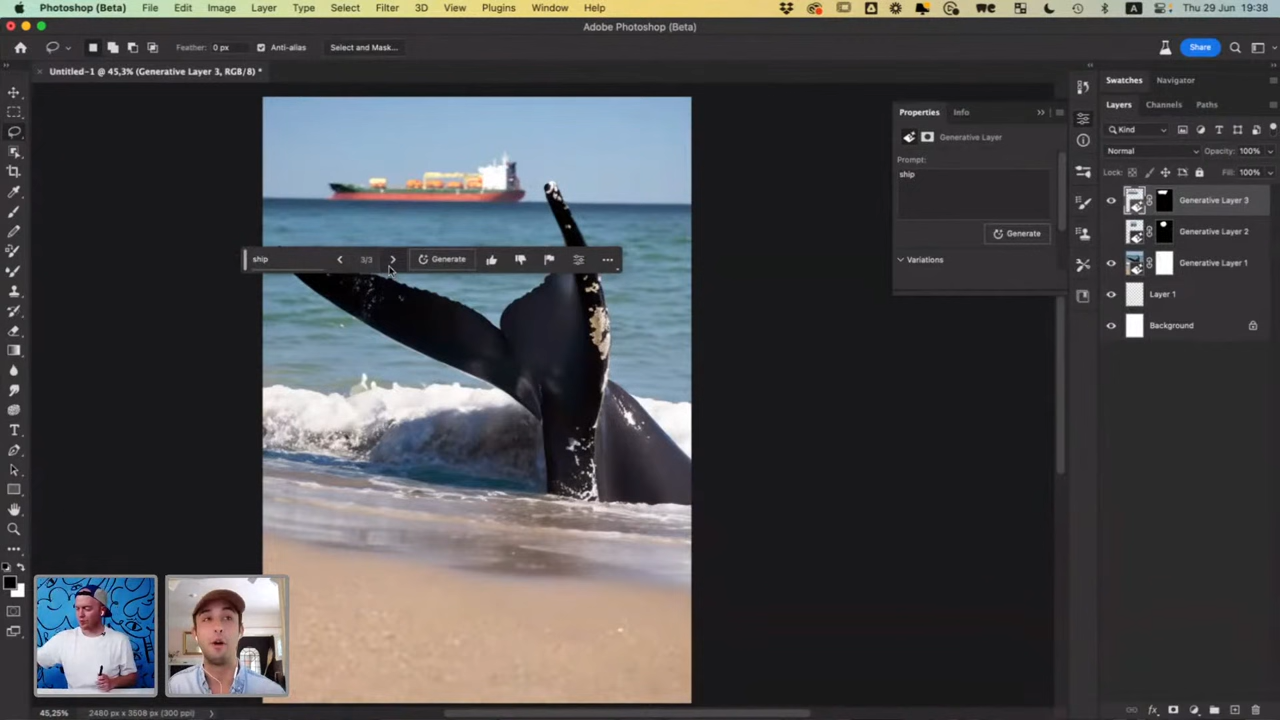 Photoshop (Beta) File Edit Image Layer Type Select Filter 3D View Plugins Window Help
A
Thu 29 Jun 19:38
Adobe Photoshop (Beta)
Feather: 0 px
Anti-alias
Select and Mask...
Share
Untitled-1 @ 45,3% (Generative Layer 3, RGB/8) *
Swatches
Navigator
Layers
Channels
Paths
Properties
Info
Generative Layer
Prompt:
ship
Generate
Variations
Kind
Normal
Opacity: 100%
Lock:
Fill: 100%
Generative Layer 3
Generative Layer 2
Generative Layer 1
Layer 1
Background
ship
3/3
Generate
45,25%
2480 px x 3508 px (300 ppi)
fx